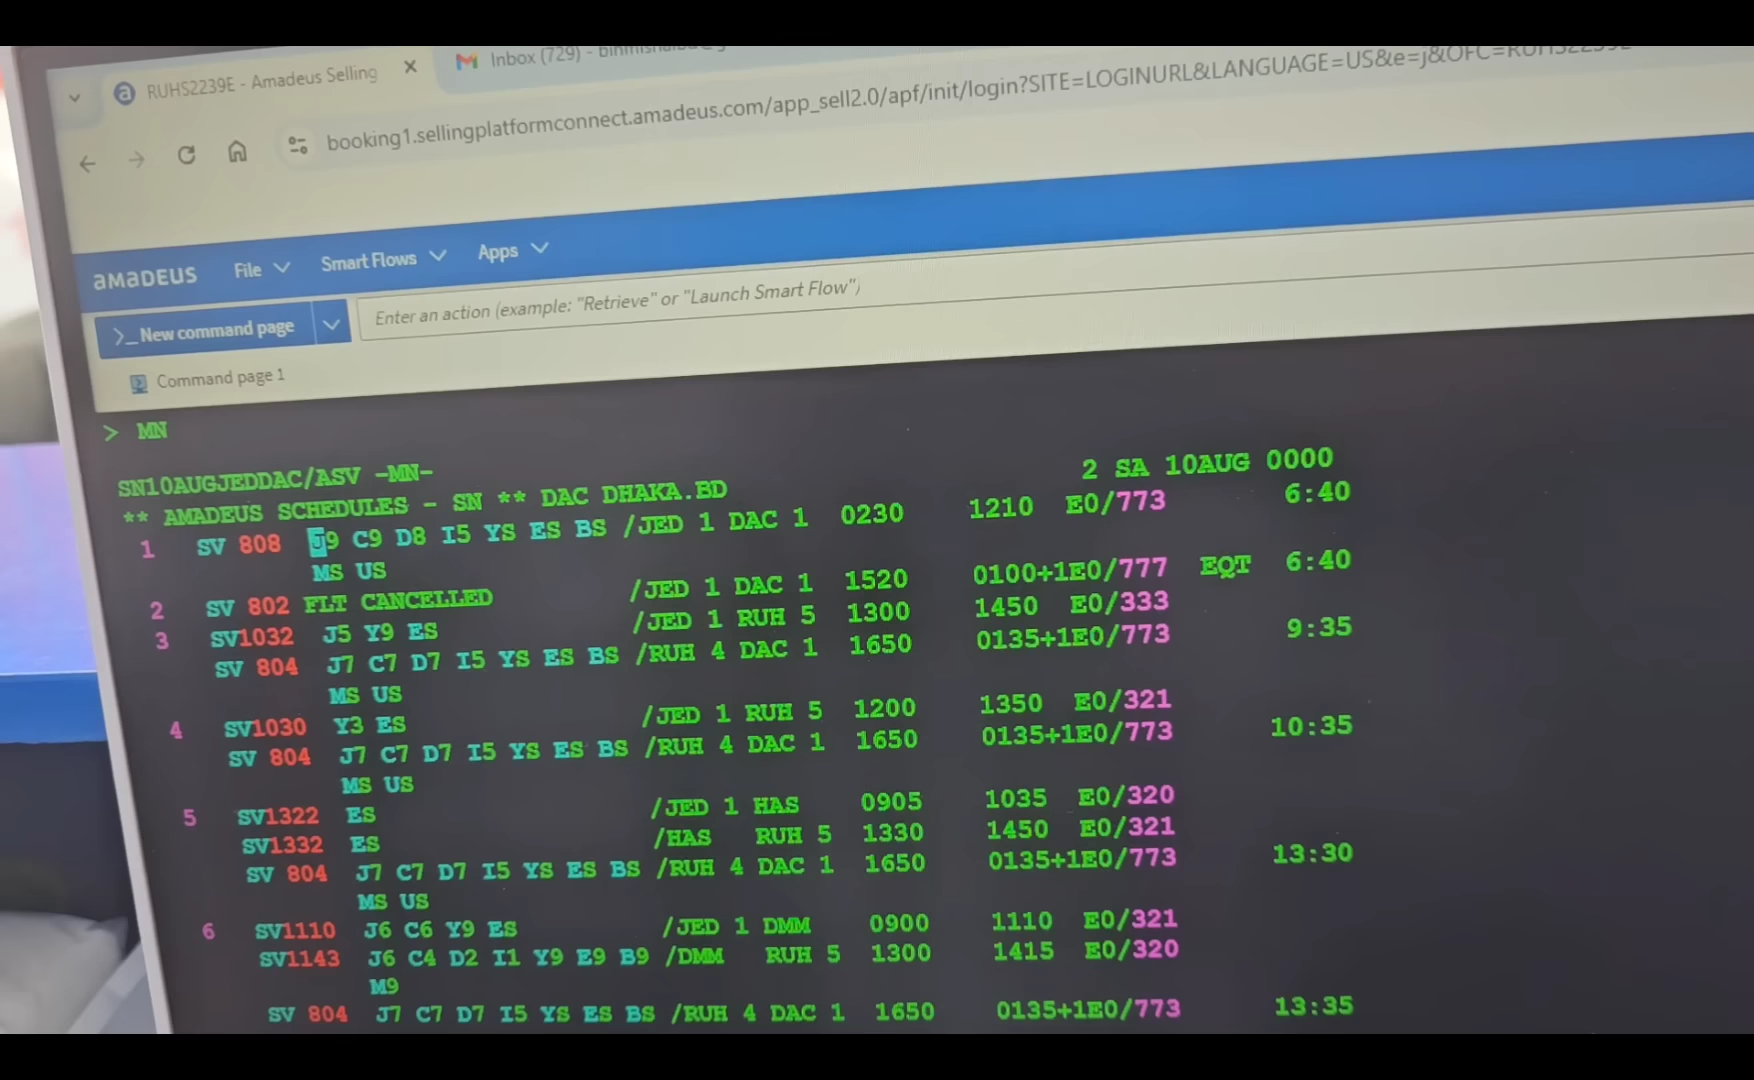 RUHS2239E - Amadeus Selling
Inbox (729) -
booking1.sellingplatformconnect.amadeus.com/app_sell2.0/apf/init/login?SITE=LOGINURL&LANGUAGE=US&e=j&OFC=RUHS2239E
amadeus File Smart Flows Apps
>_ New command page Enter an action (example: "Retrieve" or "Launch Smart Flow")
Command page 1
> MN
SN10AUGJEDDAC/ASV -MN-
** AMADEUS SCHEDULES - SN ** DAC DHAKA.BD 2 SA 10AUG 0000
1 SV 808 J9 C9 D8 I5 YS ES BS /JED 1 DAC 1 0230 1210 E0/773 6:40
MS US
2 SV 802 FLT CANCELLED /JED 1 DAC 1 1520 0100+1E0/777 EQT 6:40
3 SV1032 J5 Y9 ES /JED 1 RUH 5 1300 1450 E0/333
SV 804 J7 C7 D7 I5 YS ES BS /RUH 4 DAC 1 1650 0135+1E0/773 9:35
MS US
4 SV1030 Y3 ES /JED 1 RUH 5 1200 1350 E0/321
SV 804 J7 C7 D7 I5 YS ES BS /RUH 4 DAC 1 1650 0135+1E0/773 10:35
MS US
5 SV1322 ES /JED 1 HAS 0905 1035 E0/320
SV1332 ES /HAS RUH 5 1330 1450 E0/321
SV 804 J7 C7 D7 I5 YS ES BS /RUH 4 DAC 1 1650 0135+1E0/773 13:30
MS US
6 SV1110 J6 C6 Y9 ES /JED 1 DMM 0900 1110 E0/321
SV1143 J6 C4 D2 I1 Y9 E9 B9 /DMM RUH 5 1300 1415 E0/320
M9
SV 804 J7 C7 D7 I5 YS ES BS /RUH 4 DAC 1 1650 0135+1E0/773 13:35